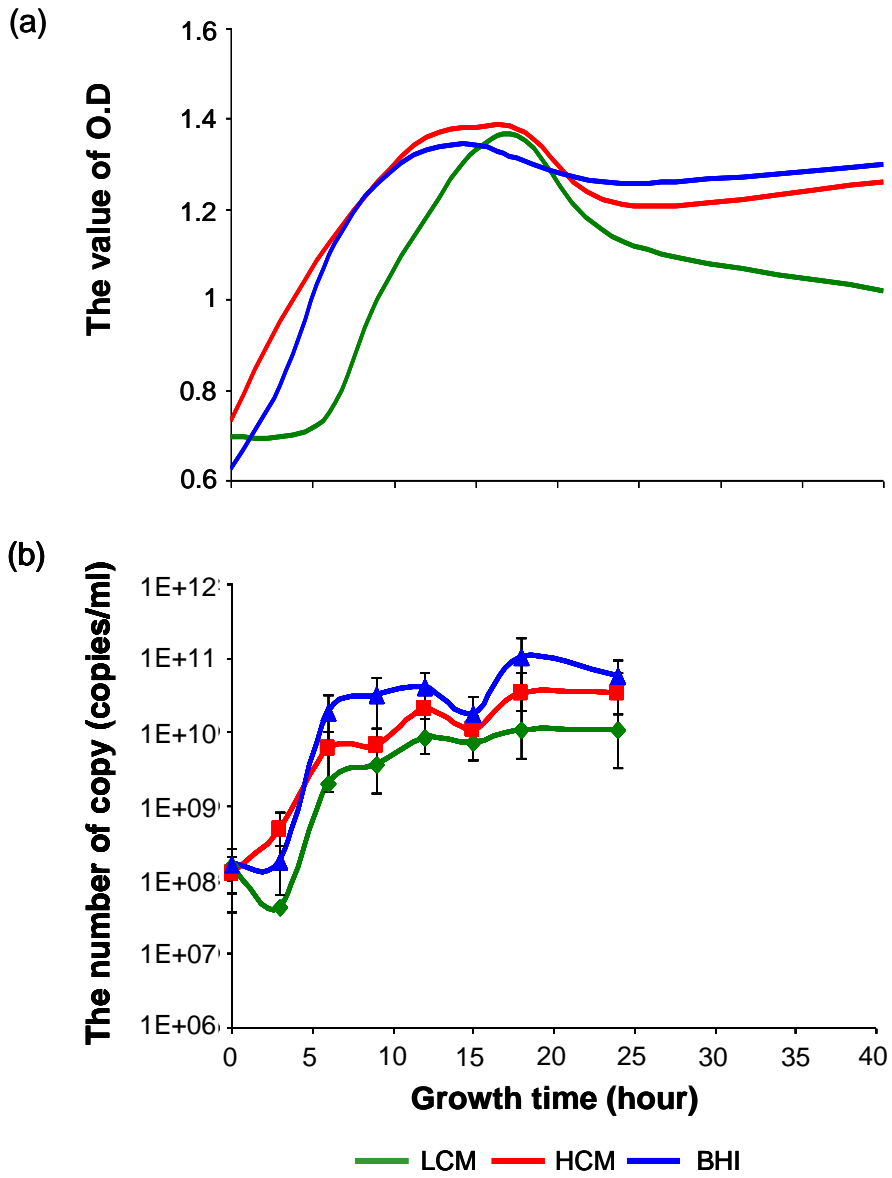 (a)
The value of O.D
1.6
1.4
1.2
1
0.8
0.6
(b)
The number of copy (copies/ml)
1E+12
1E+11
1E+10
1E+09
1E+08
1E+07
1E+06
0 5 10 15 20 25 30 35 40
Growth time (hour)
LCM HCM BHI